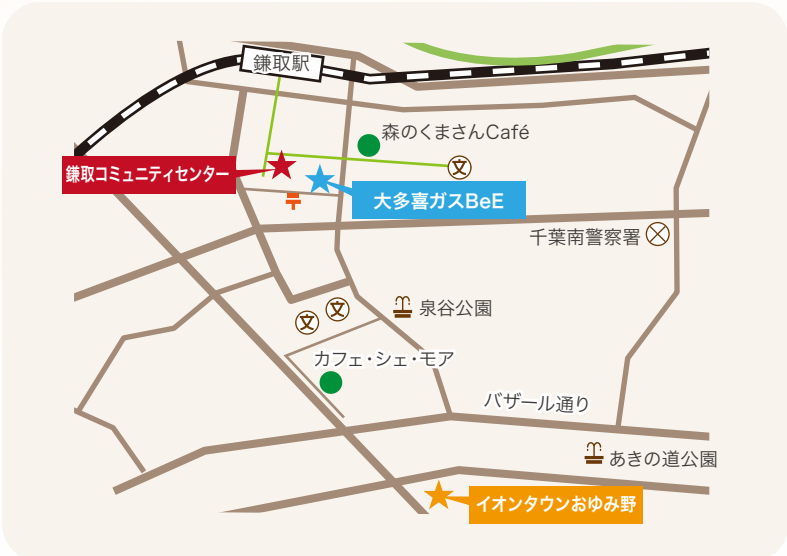 鎌取駅
森のくまさんCafé
文
鎌取コミュニティセンター
大多喜ガスBeE
〒
千葉南警察署
泉谷公園
文
文
カフェ・シェ・モア
バザール通り
あきの道公園
イオンタウンおゆみ野